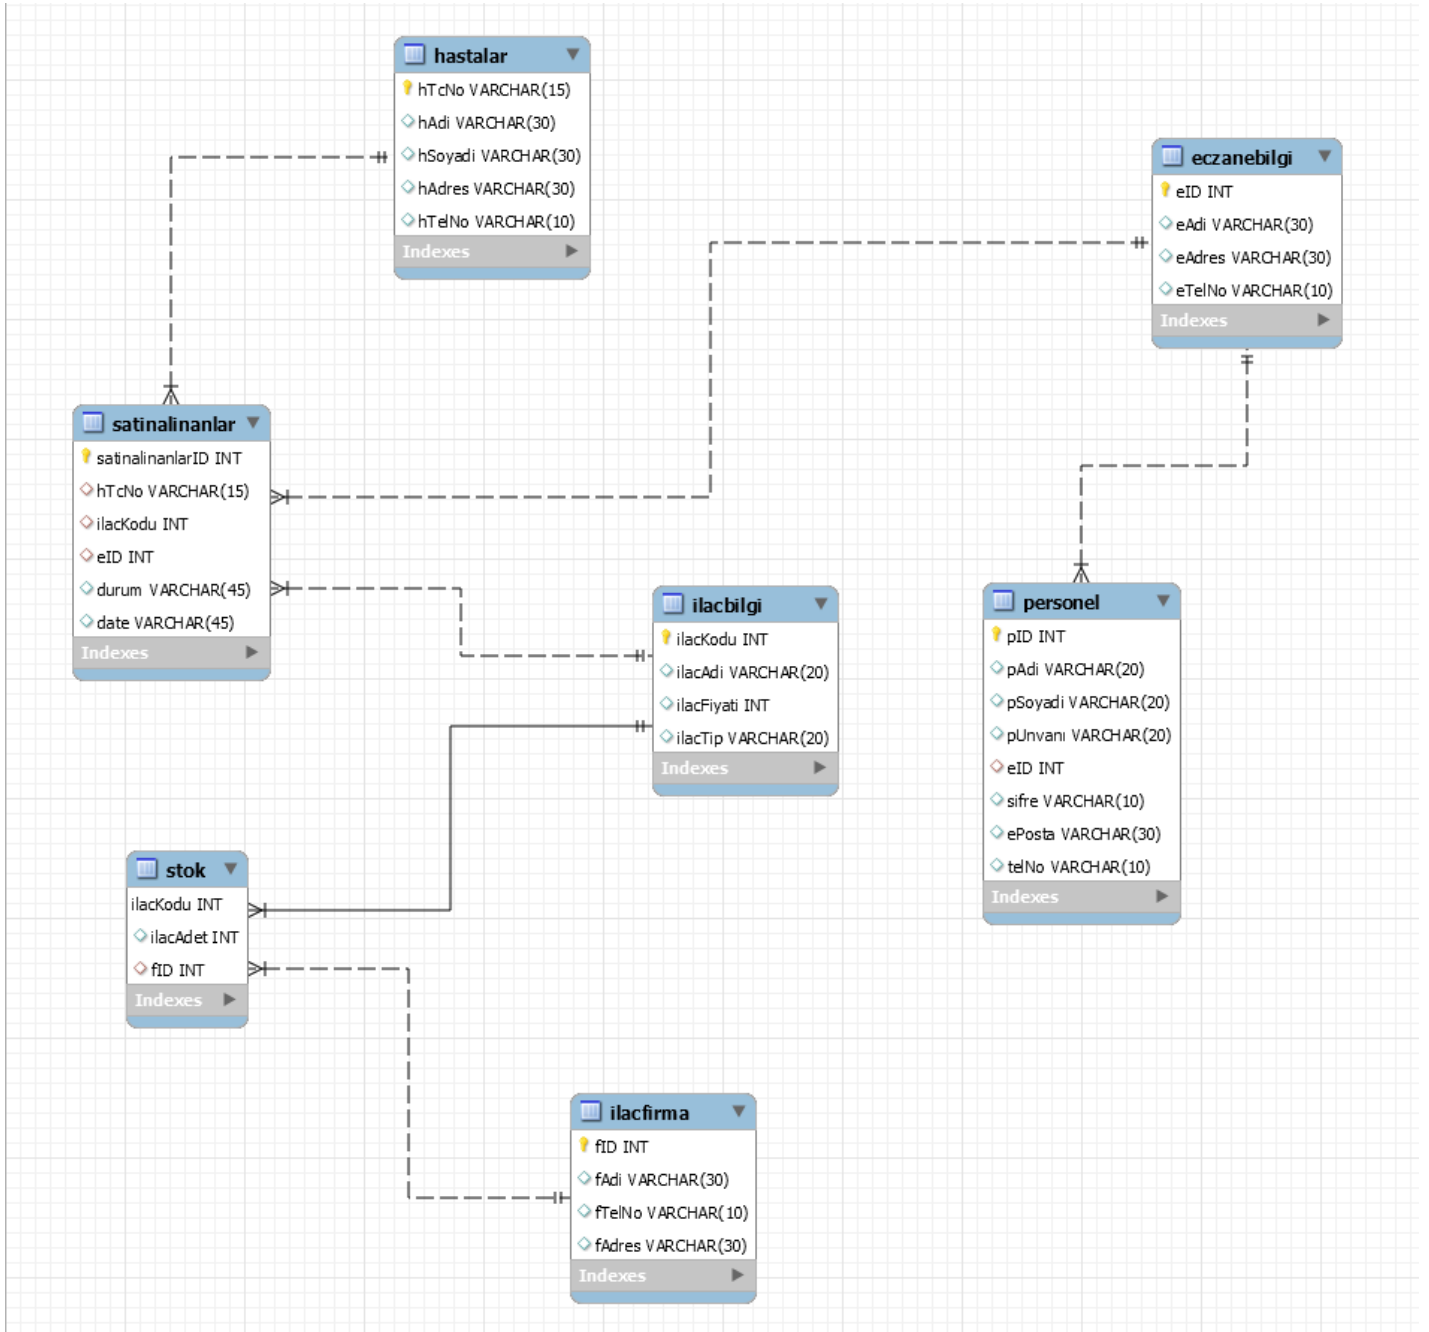 hastalar
hTcNo VARCHAR(15)
hAdi VARCHAR(30)
hSoyadi VARCHAR(30)
hAdres VARCHAR(30)
hTelNo VARCHAR(10)
Indexes
eczanebilgi
eID INT
eAdi VARCHAR(30)
eAdres VARCHAR(30)
eTelNo VARCHAR(10)
Indexes
satinalinanlar
satinalinanlarID INT
hTcNo VARCHAR(15)
ilacKodu INT
eID INT
durum VARCHAR(45)
date VARCHAR(45)
Indexes
ilacbilgi
ilacKodu INT
ilacAdi VARCHAR(20)
ilacFiyati INT
ilacTip VARCHAR(20)
Indexes
personel
pID INT
pAdi VARCHAR(20)
pSoyadi VARCHAR(20)
pUnvanı VARCHAR(20)
eID INT
sifre VARCHAR(10)
ePosta VARCHAR(30)
telNo VARCHAR(10)
Indexes
stok
ilacKodu INT
ilacAdet INT
fID INT
Indexes
ilacfirma
fID INT
fAdi VARCHAR(30)
fTelNo VARCHAR(10)
fAdres VARCHAR(30)
Indexes